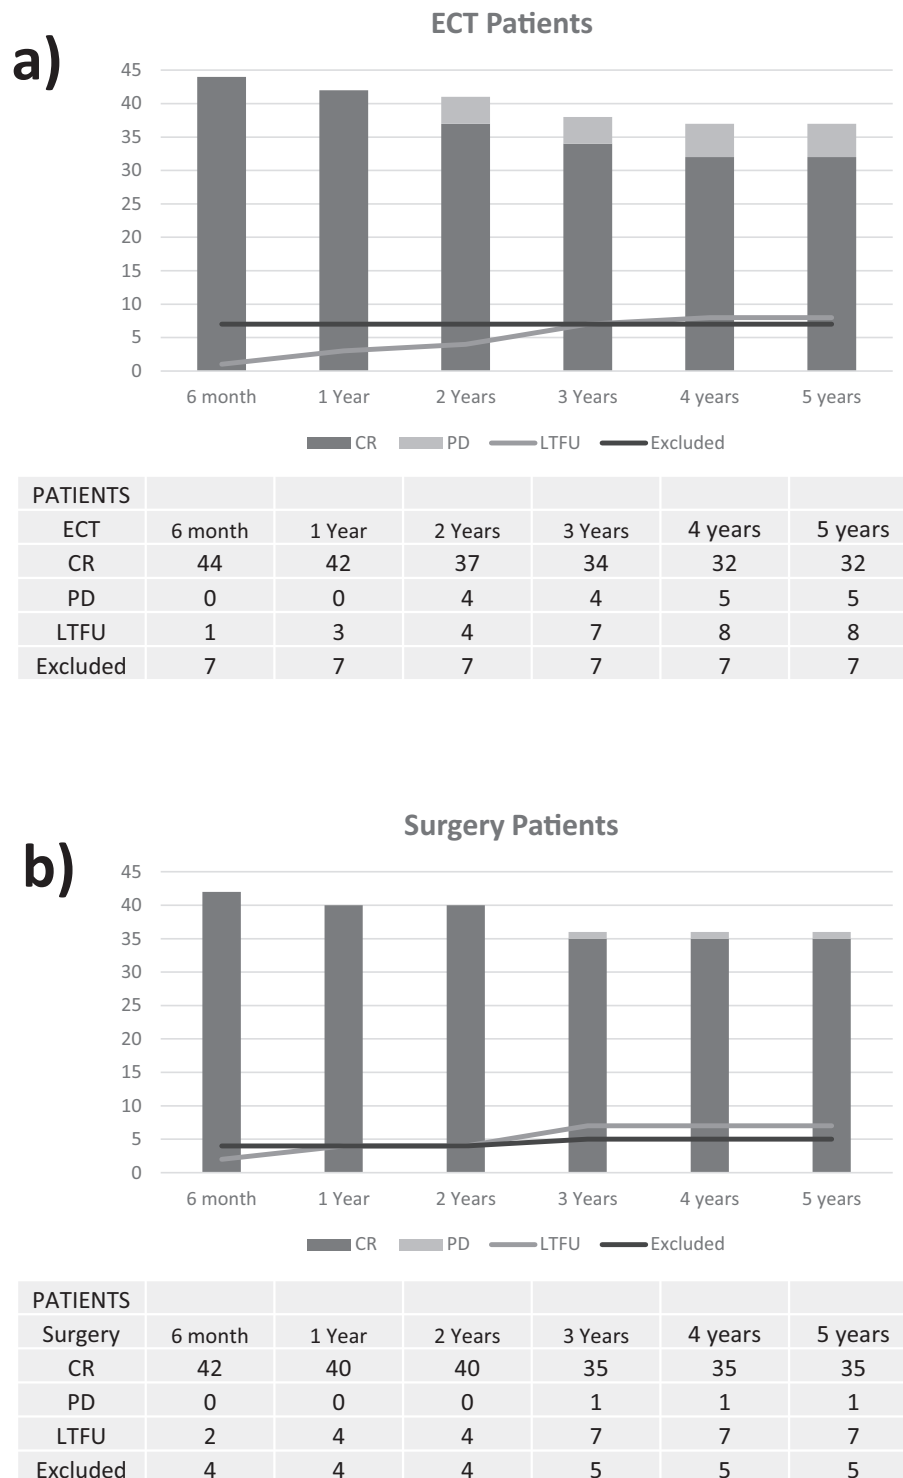 a)
ECT Patients
45
40
35
30
25
20
15
10
5
0
6 month 1 Year 2 Years 3 Years 4 years 5 years
CR PD LTFU Excluded
PATIENTS
ECT 6 month 1 Year 2 Years 3 Years 4 years 5 years
CR 44 42 37 34 32 32
PD 0 0 4 4 5 5
LTFU 1 3 4 7 8 8
Excluded 7 7 7 7 7 7
b)
Surgery Patients
45
40
35
30
25
20
15
10
5
0
6 month 1 Year 2 Years 3 Years 4 years 5 years
CR PD LTFU Excluded
PATIENTS
Surgery 6 month 1 Year 2 Years 3 Years 4 years 5 years
CR 42 40 40 35 35 35
PD 0 0 0 1 1 1
LTFU 2 4 4 7 7 7
Excluded 4 4 4 5 5 5